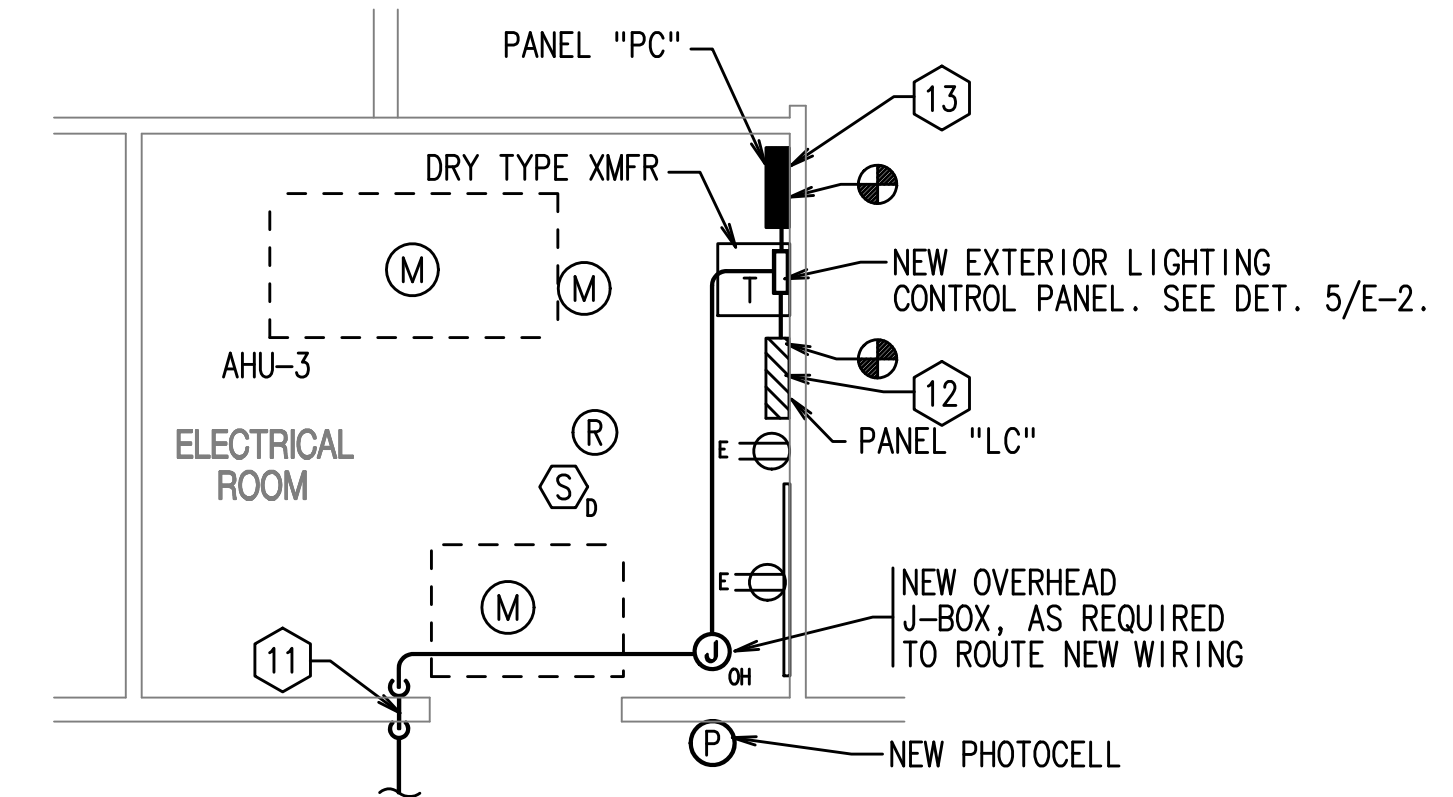 PANEL "PC"
13
DRY TYPE XMFR
M
M
NEW EXTERIOR LIGHTING
CONTROL PANEL. SEE DET. 5/E-2.
T
AHU-3
12
PANEL "LC"
ELECTRICAL
ROOM
R
E
S
D
E
M
NEW OVERHEAD
J-BOX, AS REQUIRED
TO ROUTE NEW WIRING
11
J
OH
P
NEW PHOTOCELL